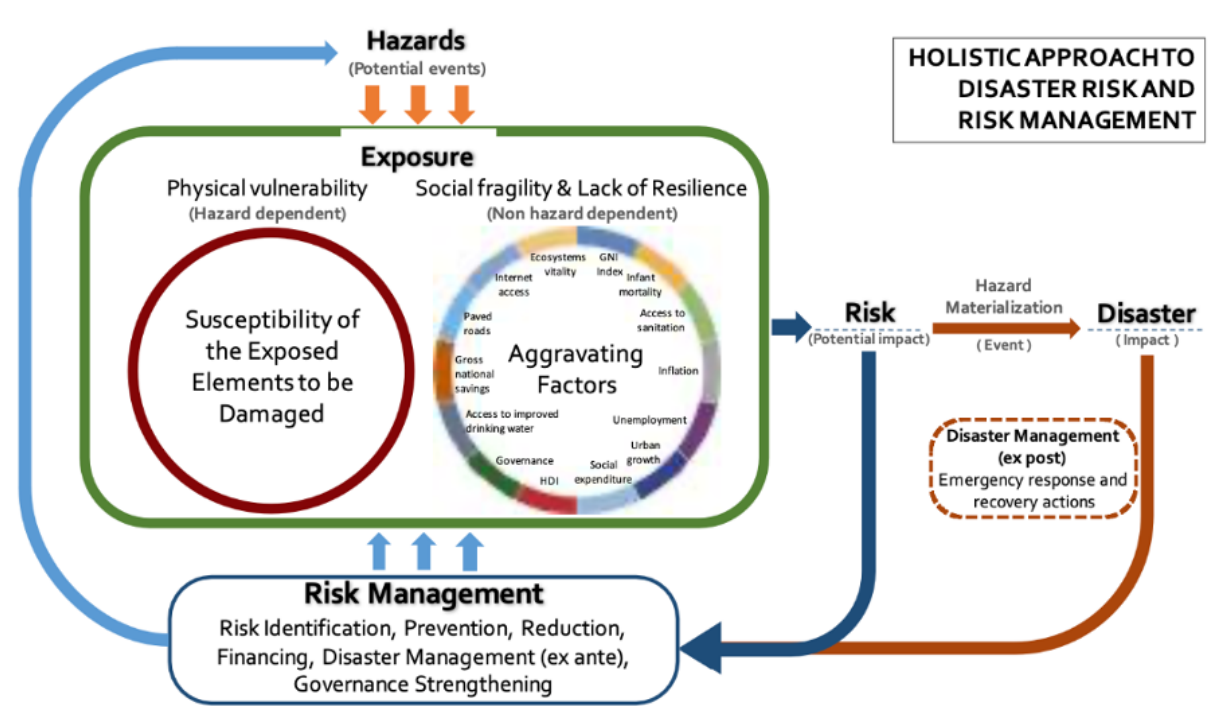 Hazards
(Potential events)
HOLISTIC APPROACH TO
DISASTER RISK AND
RISK MANAGEMENT
Exposure
Physical vulnerability
(Hazard dependent)
Social fragility & Lack of Resilience
(Non hazard dependent)
Susceptibility of
the Exposed
Elements to be
Damaged
Aggravating
Factors
Ecosystems
vitality
GNI
Index
Infant
mortality
Access to
sanitation
Inflation
Unemployment
Urban
growth
Social
expenditure
HDI
Governance
Access to improved
drinking water
Gross
national
savings
Paved
roads
Internet
access
Risk
(Potential impact)
Hazard
Materialization
(Event)
Disaster
(Impact)
Disaster Management
(ex post)
Emergency response and
recovery actions
Risk Management
Risk Identification, Prevention, Reduction,
Financing, Disaster Management (ex ante),
Governance Strengthening